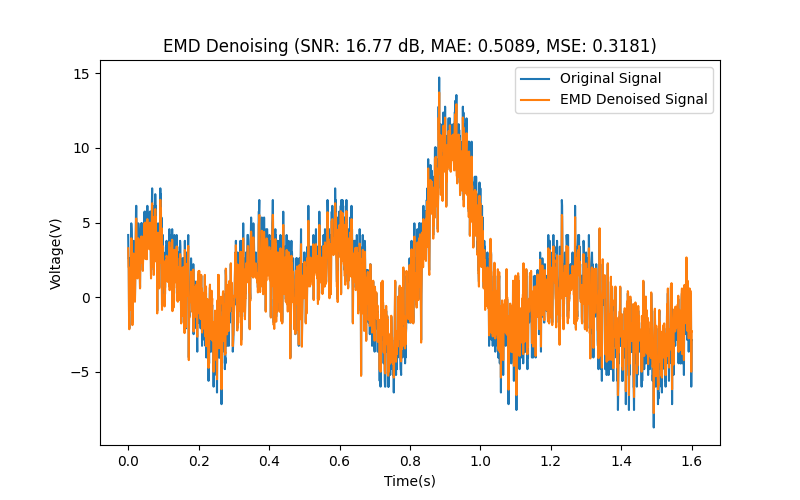 EMD Denoising (SNR: 16.77 dB, MAE: 0.5089, MSE: 0.3181)
Original Signal
EMD Denoised Signal
15
10
5
0
−5
Voltage(V)
0.0 0.2 0.4 0.6 0.8 1.0 1.2 1.4 1.6
Time(s)